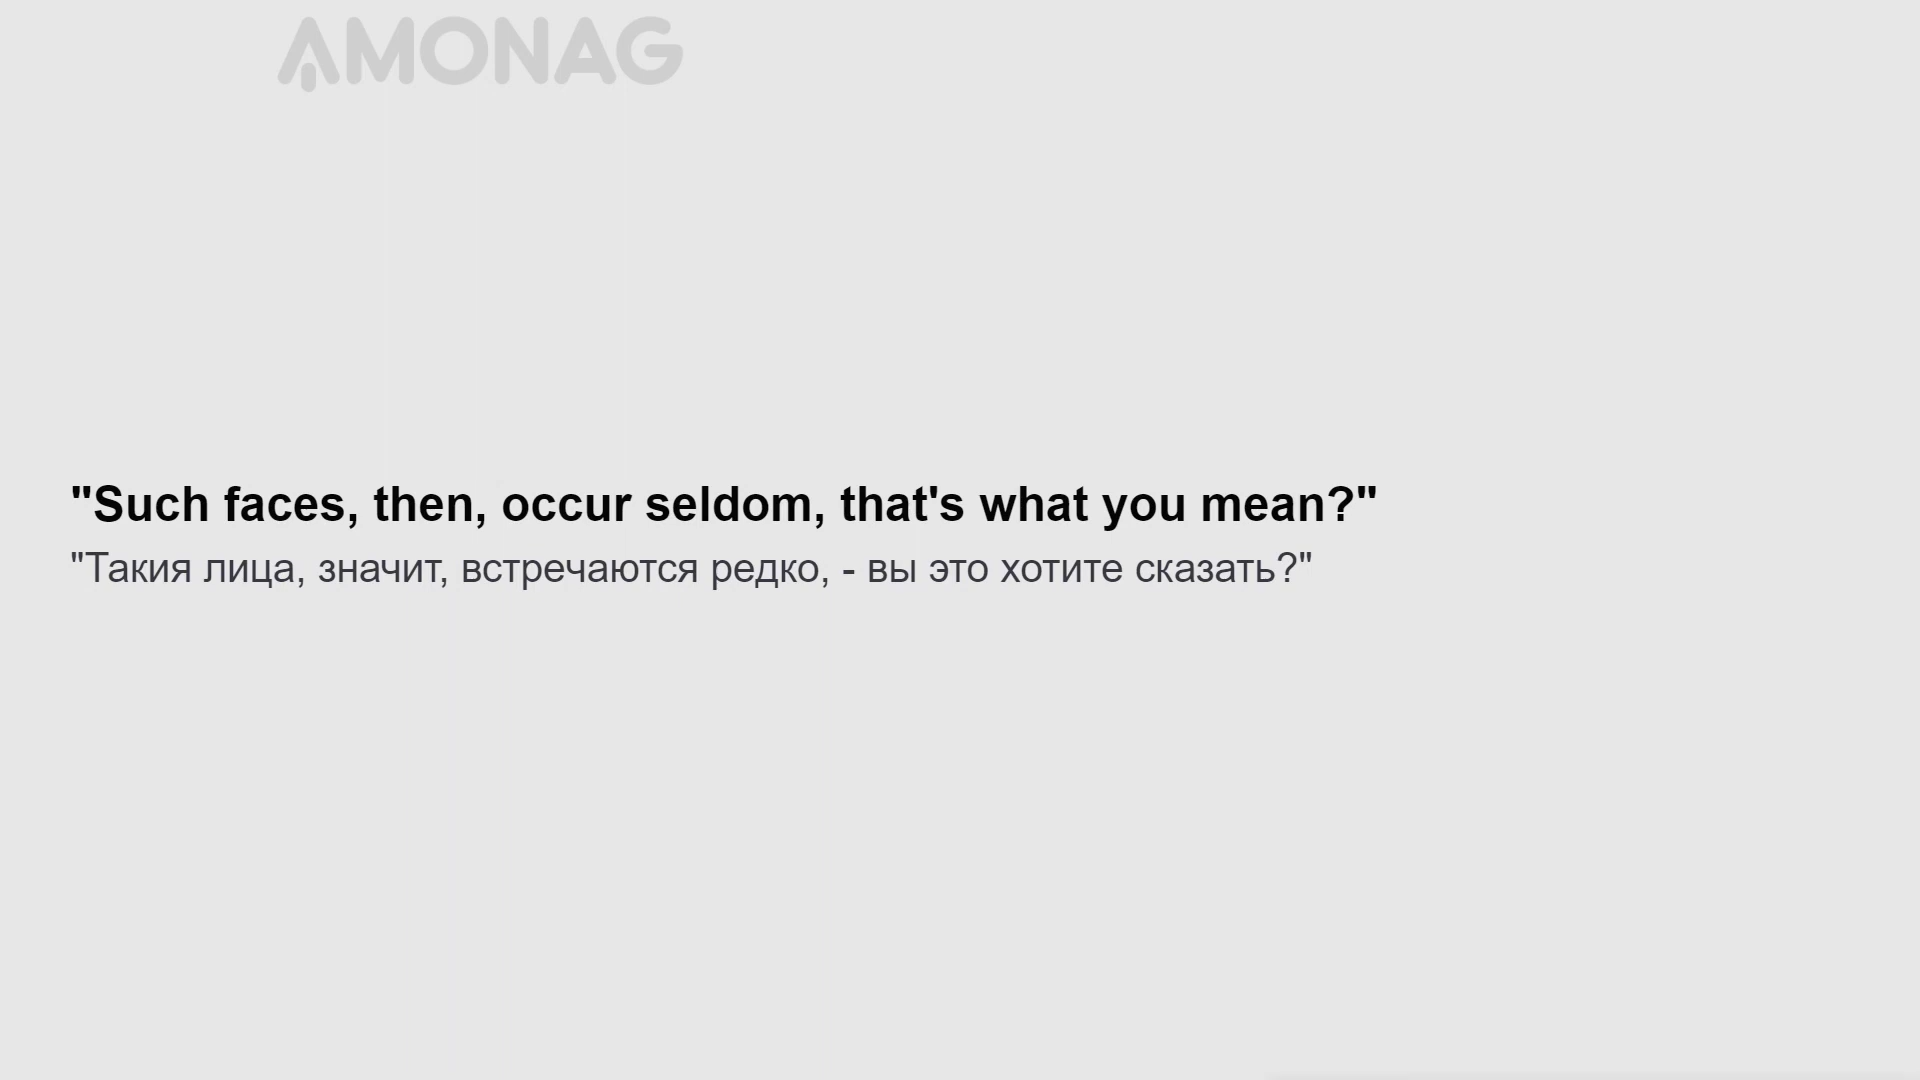 AMONAG
"Such faces, then, occur seldom, that's what you mean?"
"Такия лица, значит, встречаются редко, - вы это хотите сказать?"